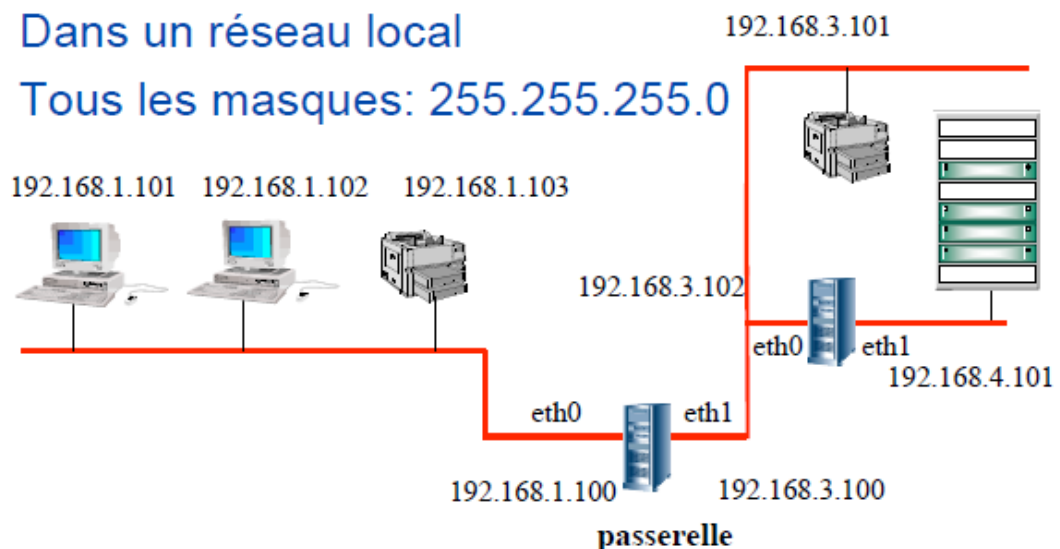 Dans un réseau local
192.168.3.101
Tous les masques: 255.255.255.0
192.168.1.101
192.168.1.102
192.168.1.103
192.168.3.102
eth0
eth1
192.168.4.101
eth0
eth1
192.168.1.100
192.168.3.100
passerelle